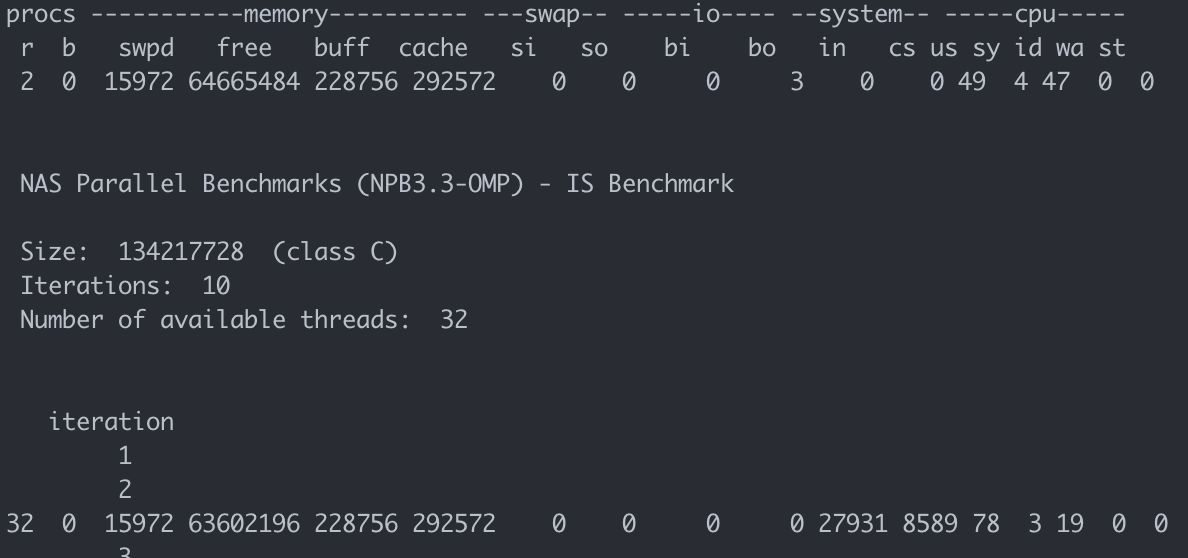 procs -----------memory---------- ---swap-- -----io---- --system-- -----cpu-----
 r  b   swpd   free   buff  cache   si   so    bi    bo   in   cs us sy id wa st
 2  0  15972 64665484 228756 292572    0    0     0     3    0    0 49  4 47  0  0
 NAS Parallel Benchmarks (NPB3.3-OMP) - IS Benchmark
 Size:  134217728  (class C)
 Iterations:  10
 Number of available threads:  32
   iteration
        1
        2
32  0  15972 63602196 228756 292572    0    0     0     0 27931 8589 78  3 19  0  0
        3